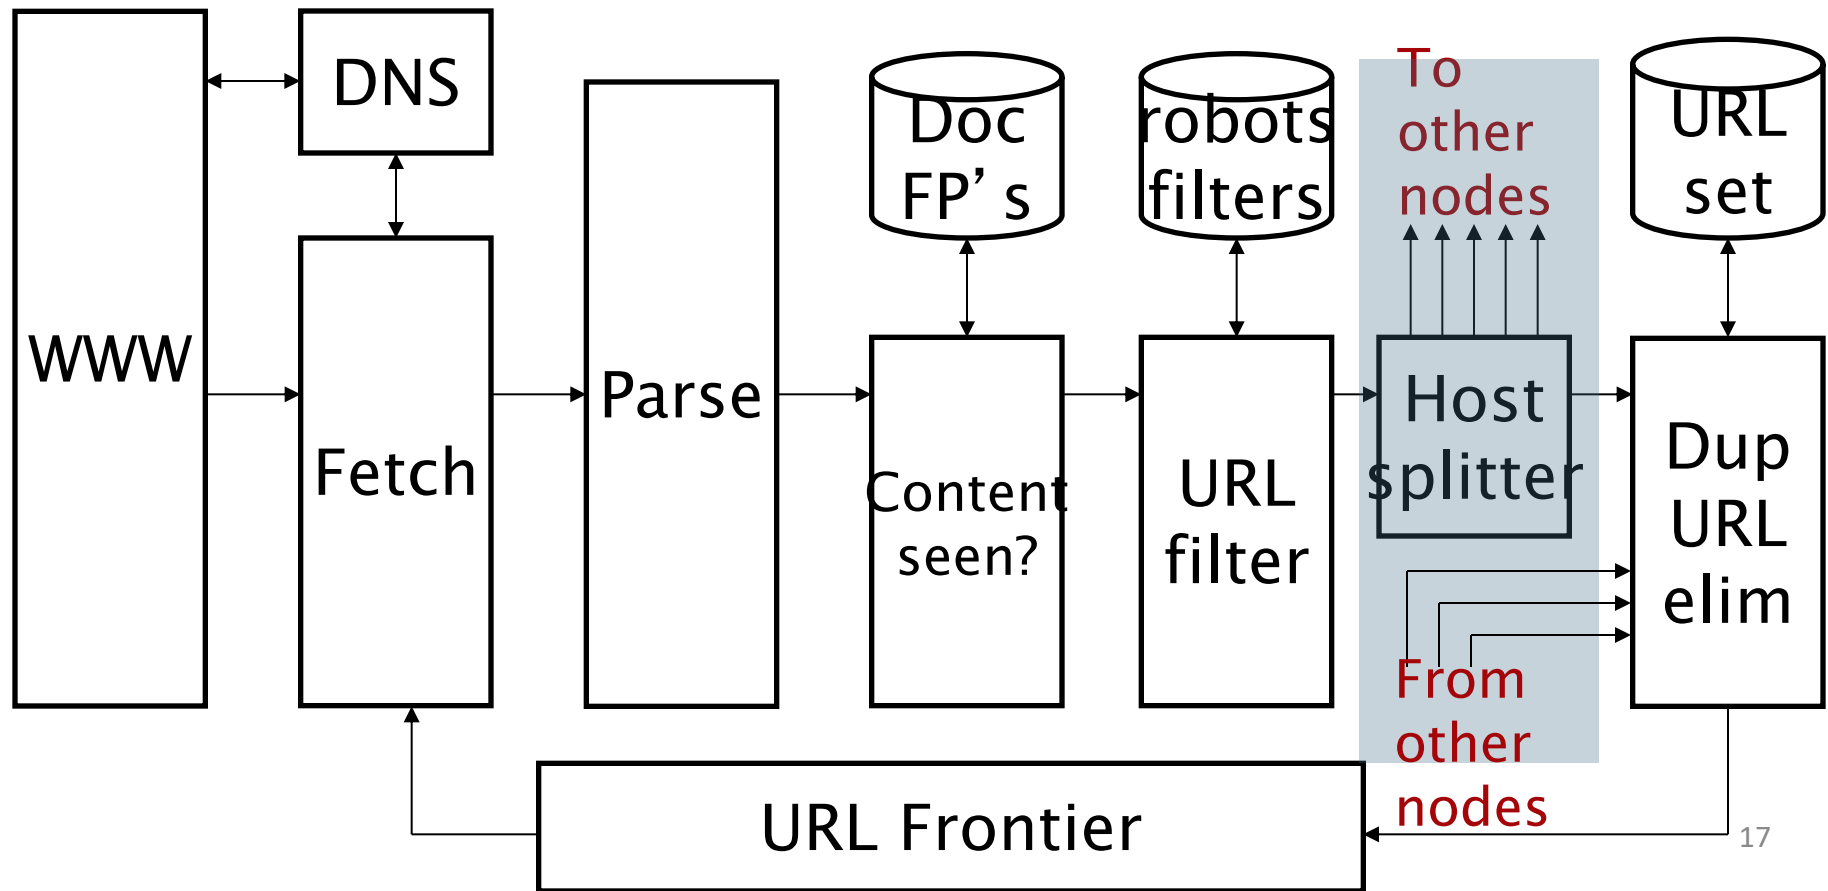 WWW
DNS
Fetch
Parse
Doc
FP’ s
Content
seen?
robots
filters
URL
filter
To
other
nodes
Host
splitter
From
other
nodes
URL
set
Dup
URL
elim
URL Frontier
17